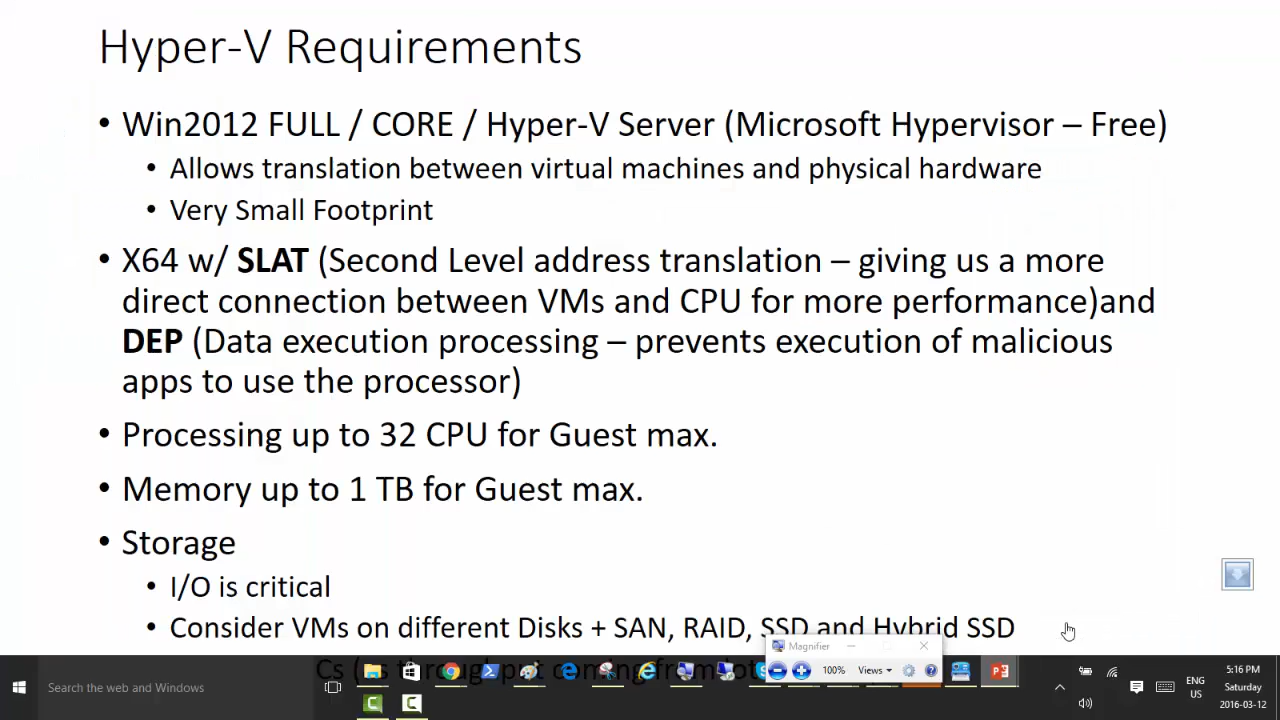 Hyper-V Requirements
• Win2012 FULL / CORE / Hyper-V Server (Microsoft Hypervisor – Free)
• Allows translation between virtual machines and physical hardware
• Very Small Footprint
• X64 w/ SLAT (Second Level address translation – giving us a more
direct connection between VMs and CPU for more performance)and
DEP (Data execution processing – prevents execution of malicious
apps to use the processor)
• Processing up to 32 CPU for Guest max.
• Memory up to 1 TB for Guest max.
• Storage
• I/O is critical
• Consider VMs on different Disks + SAN, RAID, SSD and Hybrid SSD
Magnifier
100% Views
Search the web and Windows
ENG
US
5:16 PM
Saturday
2016-03-12